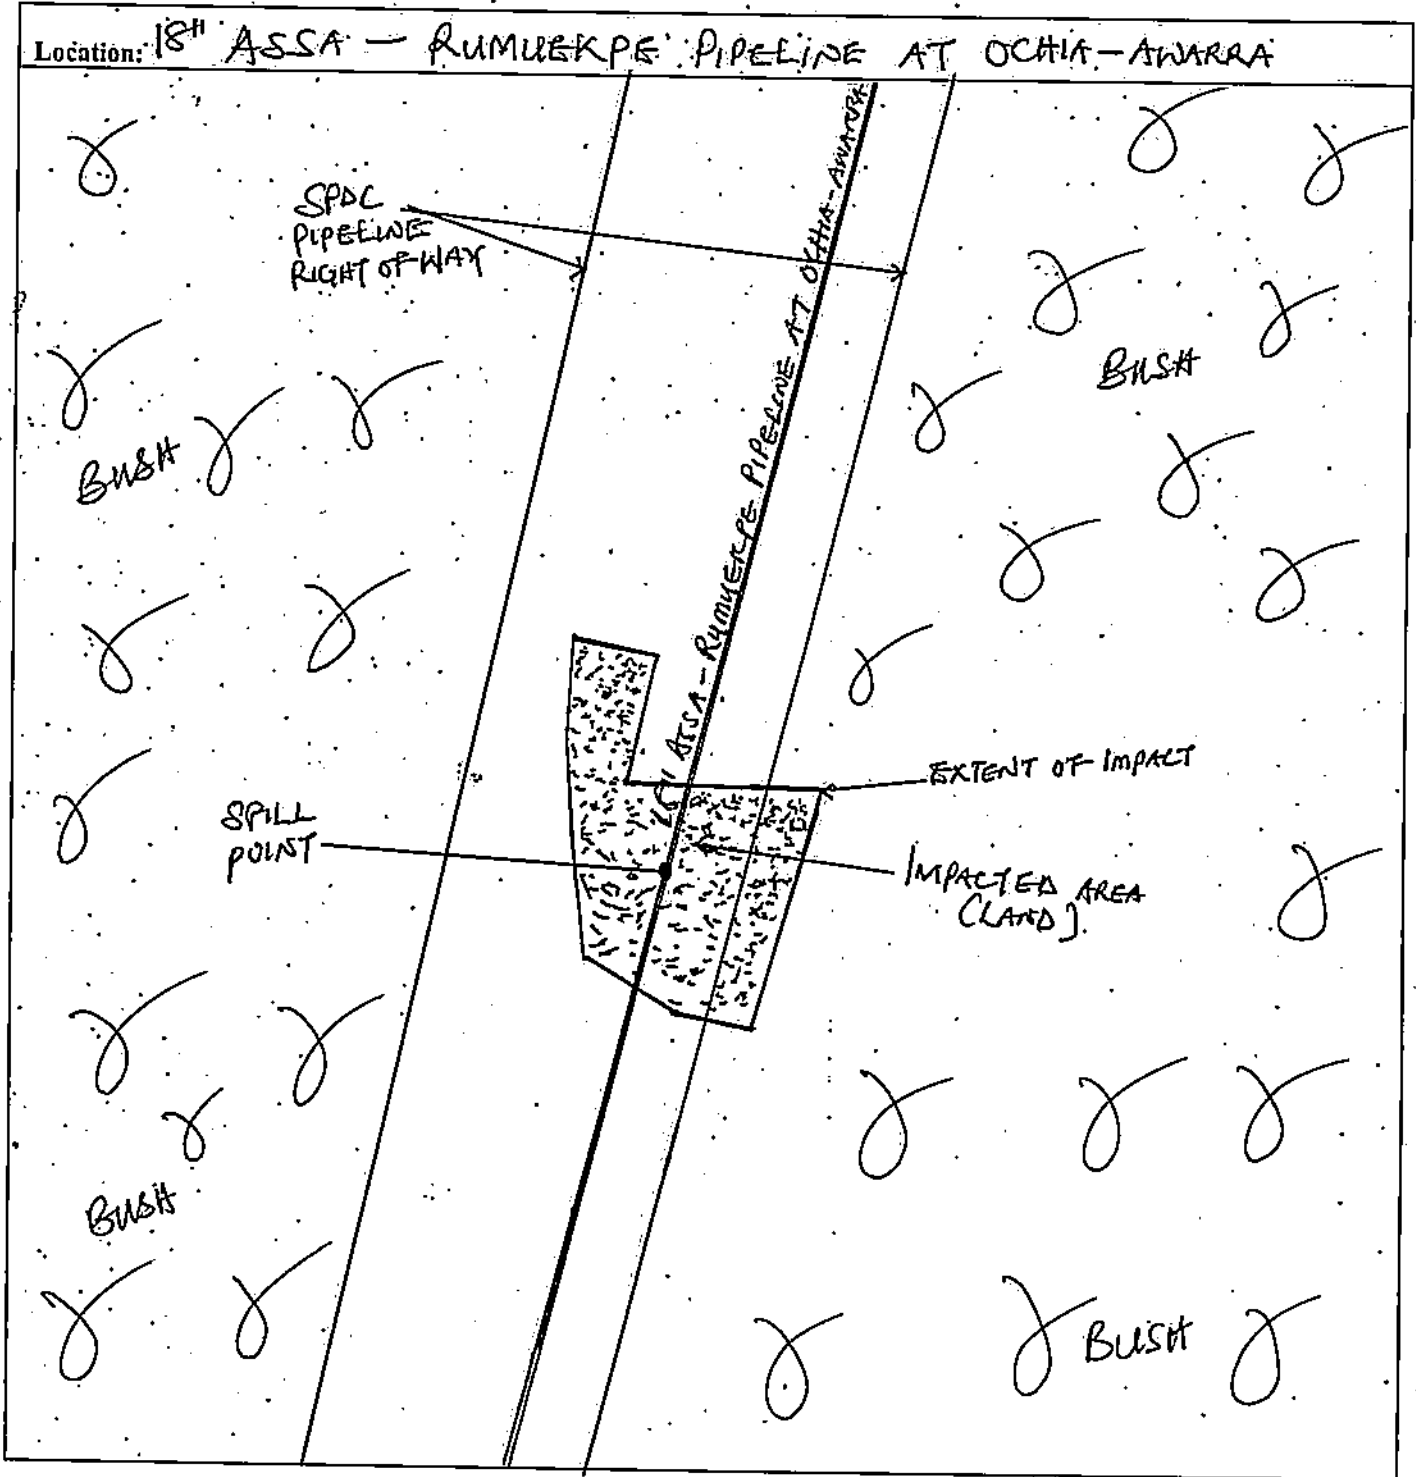 Location: 18" ASSA – RUMUEKPE PIPELINE AT OCHIA-AWARRA
SPDC
PIPELINE
RIGHT OF WAY
18" ASSA - RUMUEKPE PIPELINE AT OCHIA-AWARRA
BUSH
BUSH
EXTENT OF IMPACT
SPILL
POINT
IMPACTED AREA
(LAND).
BUSH
BUSH